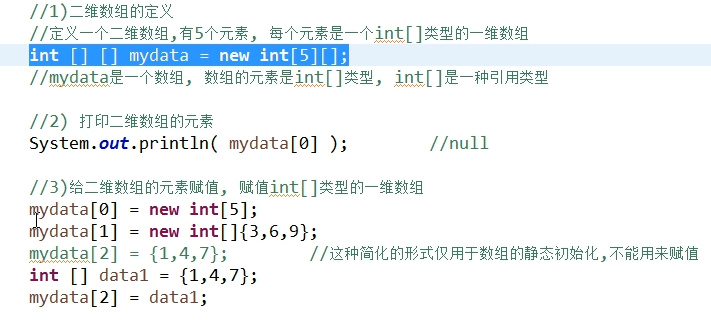 //1)二维数组的定义
//定义一个二维数组,有5个元素, 每个元素是一个int[]类型的一维数组
int [] [] mydata = new int[5][];
//mydata是一个数组, 数组的元素是int[]类型, int[]是一种引用类型
//2) 打印二维数组的元素
System.out.println( mydata[0] ); //null
//3)给二维数组的元素赋值, 赋值int[]类型的一维数组
mydata[0] = new int[5];
mydata[1] = new int[]{3,6,9};
mydata[2] = {1,4,7}; //这种简化的形式仅用于数组的静态初始化,不能用来赋值
int [] data1 = {1,4,7};
mydata[2] = data1;